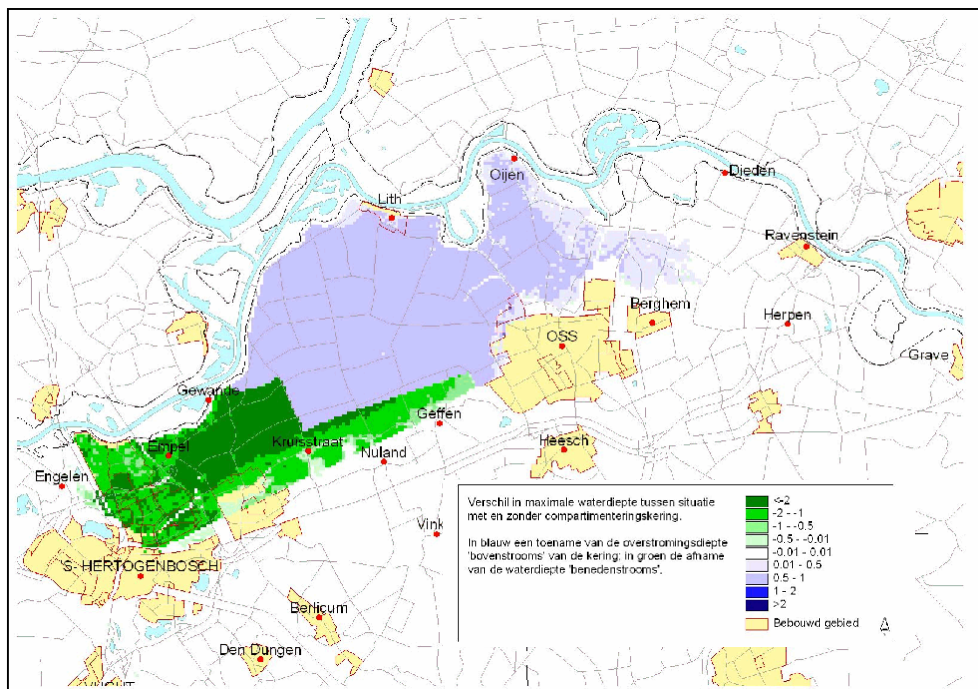 Oijen
Dieden
Lith
Ravenstein
Berghem
Herpen
OSS
Grave
Gewande
Geffen
Empel
Kruisstraat
Heesch
Nuland
Engelen
Vink
'S. HERTOGENBOSCH
Berlicum
Den Dungen
VUGHT
Verschil in maximale waterdiepte tussen situatie
met en zonder compartimenteringskering.
In blauw een toename van de overstromingsdiepte
'bovenstrooms' van de kering; in groen de afname
van de waterdiepte 'benedenstrooms'.
<-2
-2 - -1
-1 - -0.5
-0.5 - -0.01
-0.01 - 0.01
0.01 - 0.5
0.5 - 1
1 - 2
>2
Bebouwd gebied